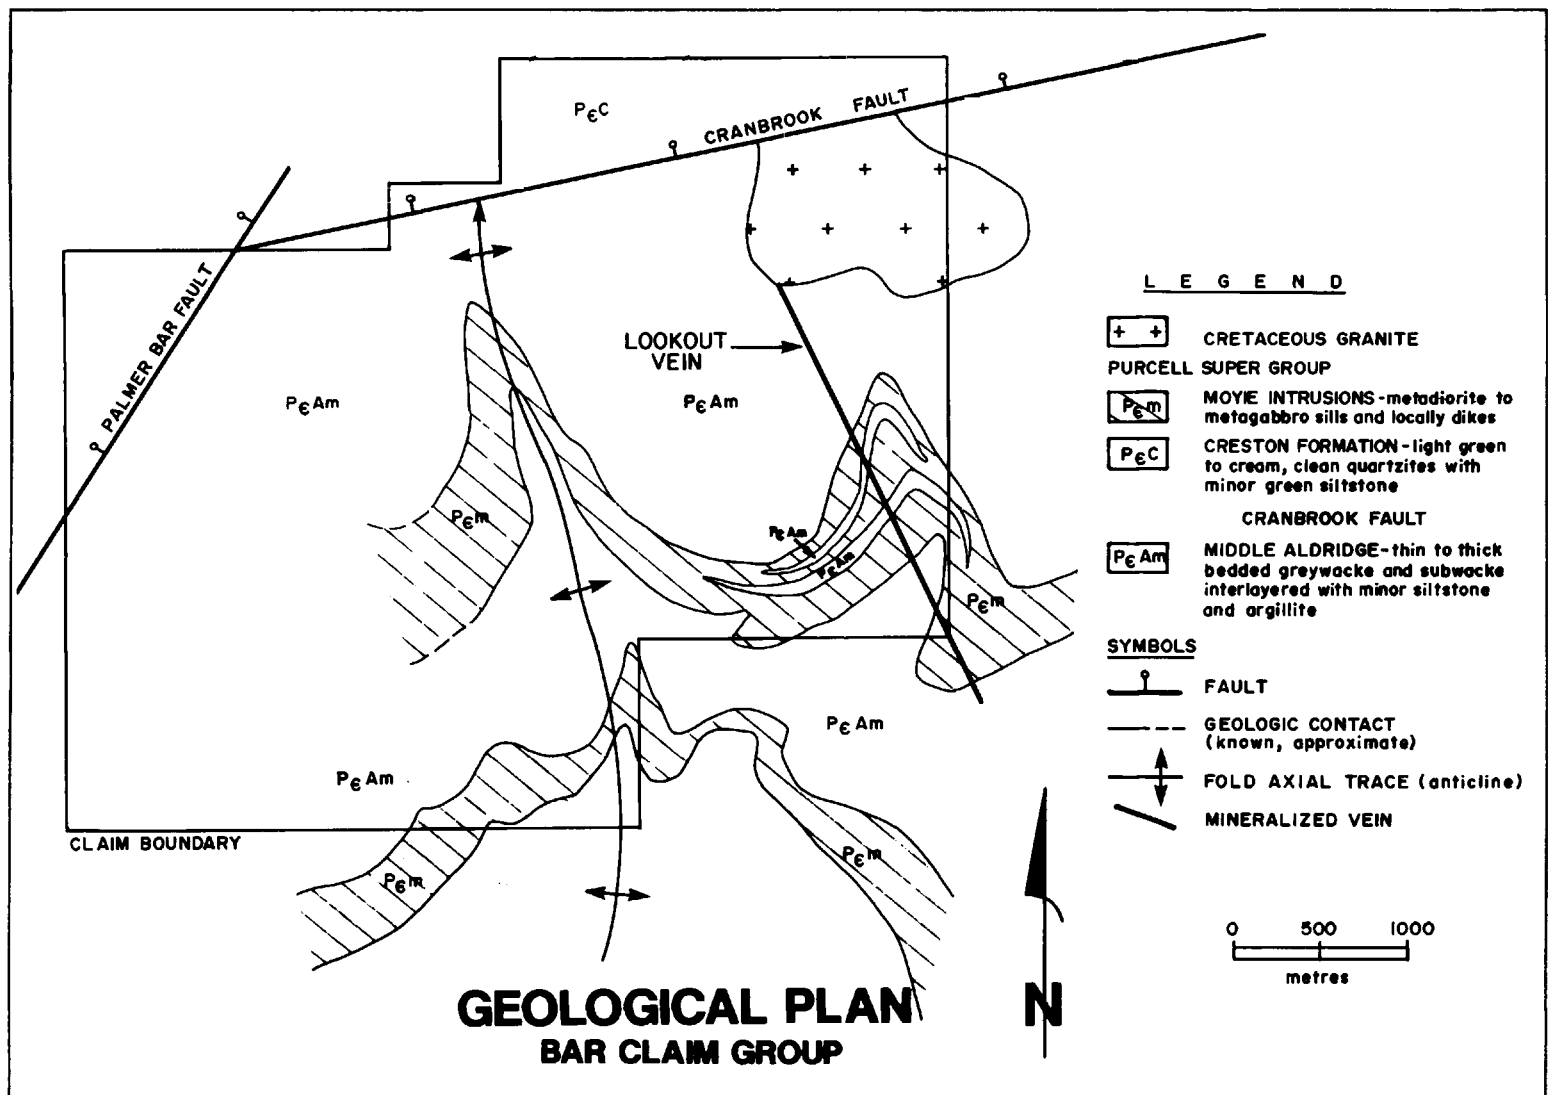 PЄC
CRANBROOK FAULT
PALMER BAR FAULT
LOOKOUT
VEIN
PЄAm
PЄAm
PЄm
PЄAm
PЄAm
PЄm
PЄAm
PЄAm
PЄm
PЄm
CLAIM BOUNDARY
LEGEND
+ + CRETACEOUS GRANITE
PURCELL SUPER GROUP
PЄm MOYIE INTRUSIONS-metadiorite to
metagabbro sills and locally dikes
PЄC CRESTON FORMATION-light green
to cream, clean quartzites with
minor green siltstone
CRANBROOK FAULT
PЄAm MIDDLE ALDRIDGE-thin to thick
bedded greywacke and subwacke
interlayered with minor siltstone
and argillite
SYMBOLS
FAULT
GEOLOGIC CONTACT
(known, approximate)
FOLD AXIAL TRACE (anticline)
MINERALIZED VEIN
0 500 1000
metres
N
GEOLOGICAL PLAN
BAR CLAIM GROUP